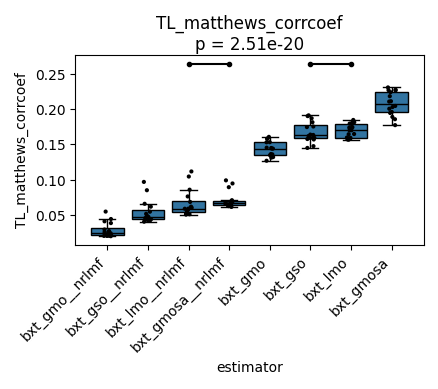 TL_matthews_corrcoef
p = 2.51e-20
TL_matthews_corrcoef
0.25
0.20
0.15
0.10
0.05
bxt_gmo__nrlmf
bxt_gso__nrlmf
bxt_lmo__nrlmf
bxt_gmosa__nrlmf
bxt_gmo
bxt_gso
bxt_lmo
bxt_gmosa
estimator